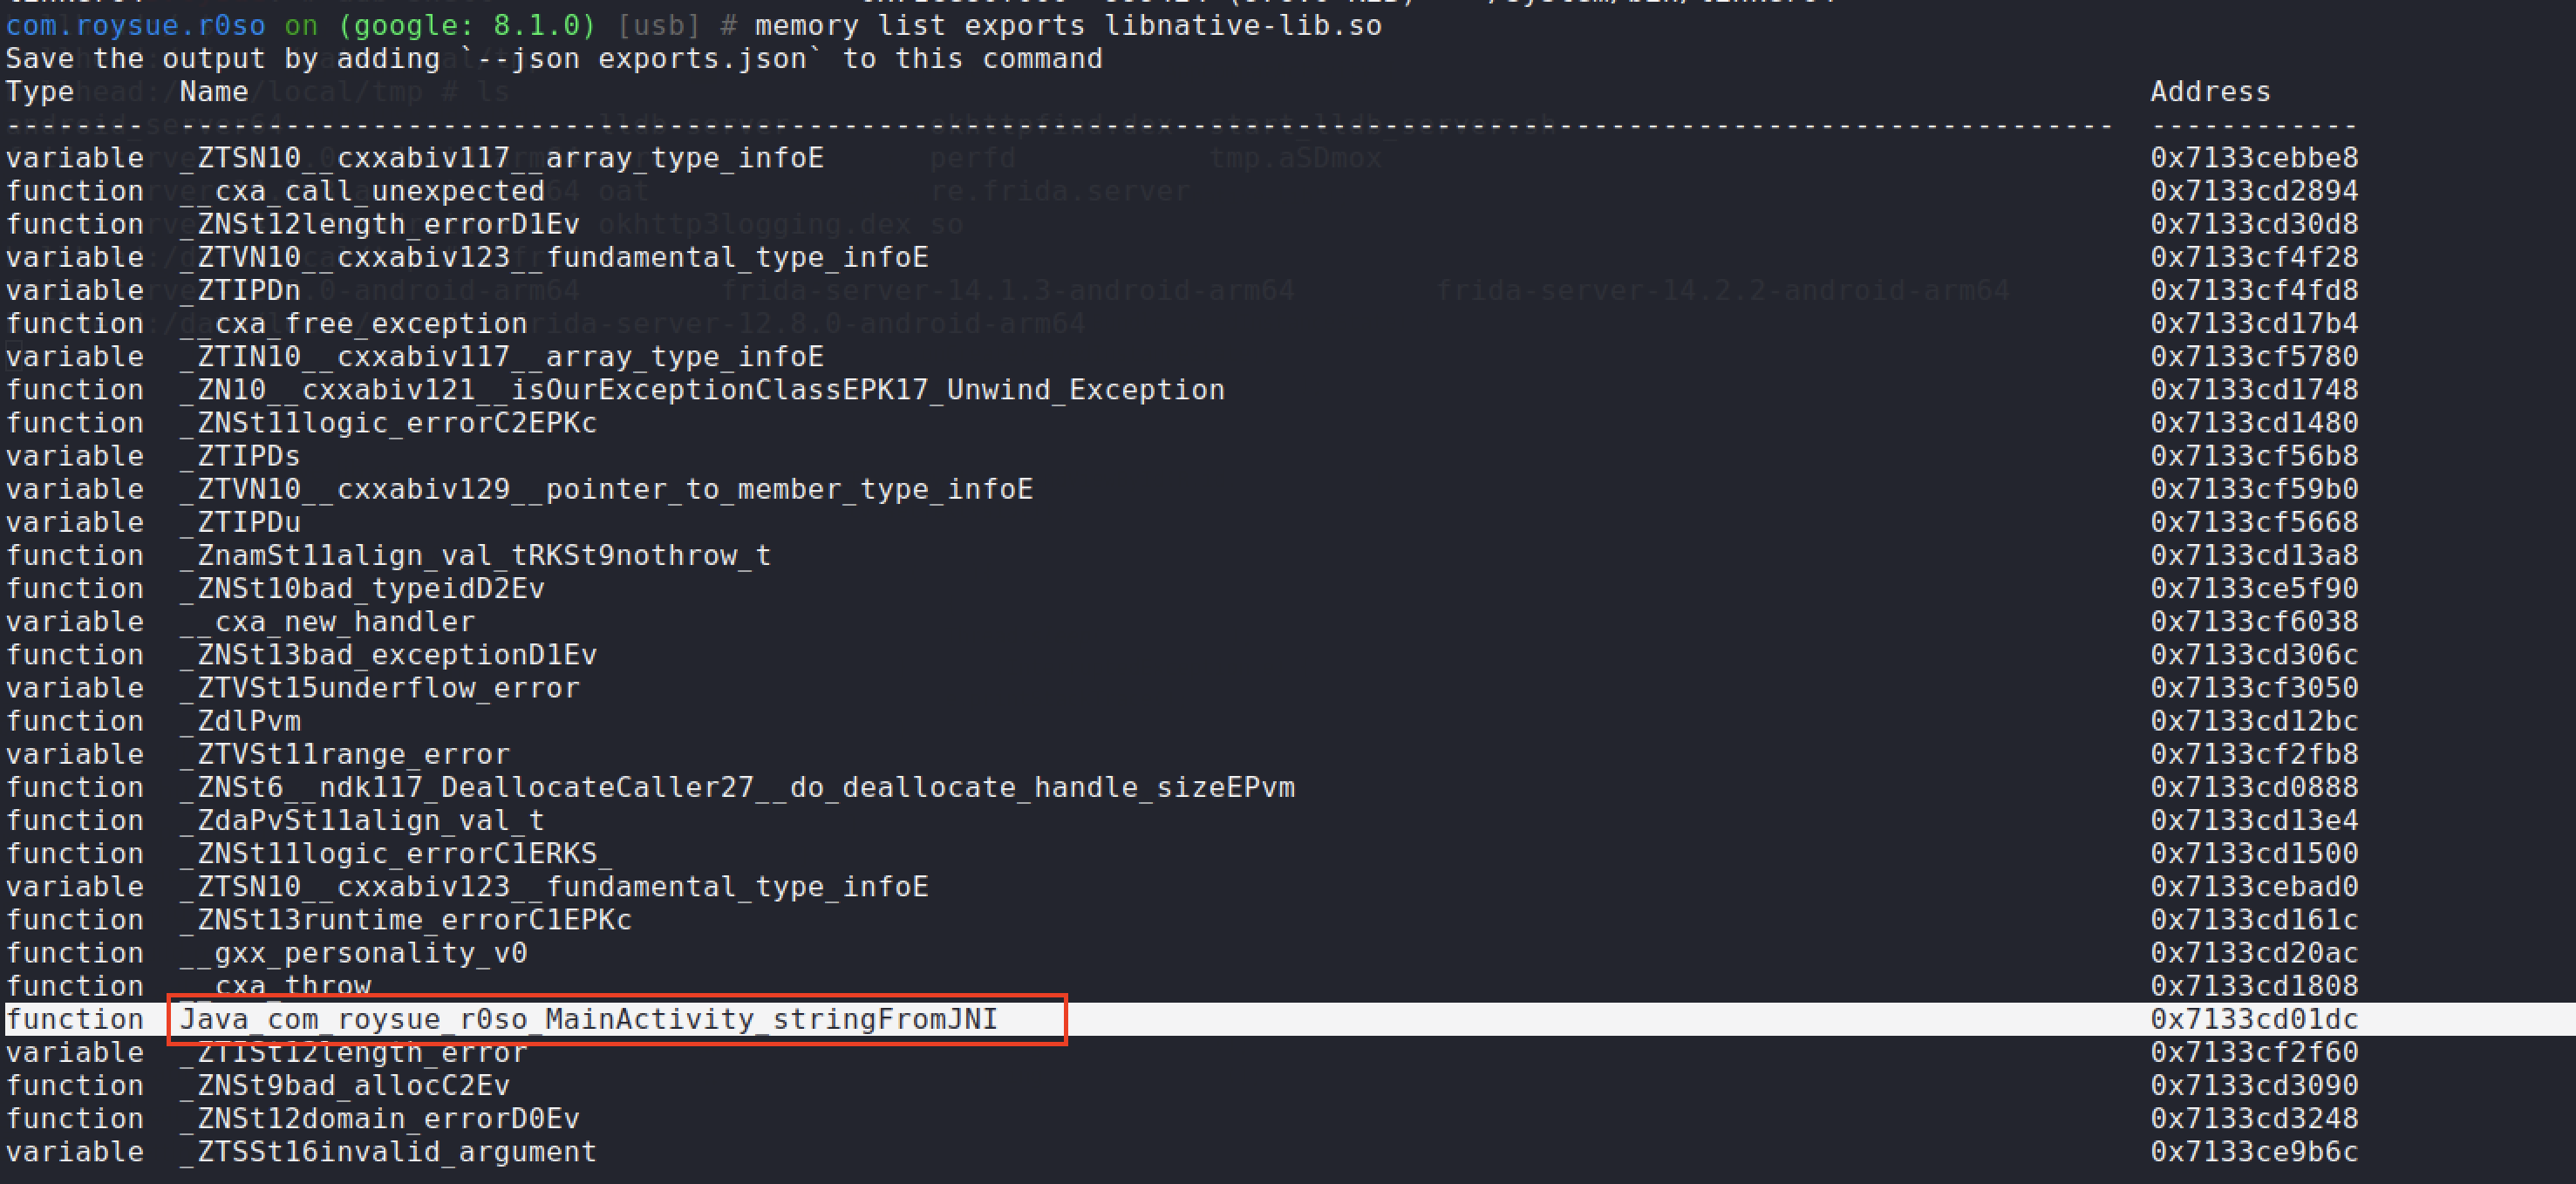 com.roysue.r0so on (google: 8.1.0) [usb] # memory list exports libnative-lib.so
Save the output by adding `--json exports.json` to this command
Type Name Address
-------- --------------------------------------------------------------------------------------------------------------- ------------
variable _ZTSN10__cxxabiv117__array_type_infoE 0x7133cebbe8
function __cxa_call_unexpected 0x7133cd2894
function _ZNSt12length_errorD1Ev 0x7133cd30d8
variable _ZTVN10__cxxabiv123__fundamental_type_infoE 0x7133cf4f28
variable _ZTIPDn 0x7133cf4fd8
function __cxa_free_exception 0x7133cd17b4
variable _ZTIN10__cxxabiv117__array_type_infoE 0x7133cf5780
function _ZN10__cxxabiv121__isOurExceptionClassEPK17_Unwind_Exception 0x7133cd1748
function _ZNSt11logic_errorC2EPKc 0x7133cd1480
variable _ZTIPDs 0x7133cf56b8
variable _ZTVN10__cxxabiv129__pointer_to_member_type_infoE 0x7133cf59b0
variable _ZTIPDu 0x7133cf5668
function _ZnamSt11align_val_tRKSt9nothrow_t 0x7133cd13a8
function _ZNSt10bad_typeidD2Ev 0x7133ce5f90
variable __cxa_new_handler 0x7133cf6038
function _ZNSt13bad_exceptionD1Ev 0x7133cd306c
variable _ZTVSt15underflow_error 0x7133cf3050
function _ZdlPvm 0x7133cd12bc
variable _ZTVSt11range_error 0x7133cf2fb8
function _ZNSt6__ndk117_DeallocateCaller27__do_deallocate_handle_sizeEPvm 0x7133cd0888
function _ZdaPvSt11align_val_t 0x7133cd13e4
function _ZNSt11logic_errorC1ERKS_ 0x7133cd1500
variable _ZTSN10__cxxabiv123__fundamental_type_infoE 0x7133cebad0
function _ZNSt13runtime_errorC1EPKc 0x7133cd161c
function __gxx_personality_v0 0x7133cd20ac
function __cxa_throw 0x7133cd1808
function Java_com_roysue_r0so_MainActivity_stringFromJNI 0x7133cd01dc
variable _ZTISt12length_error 0x7133cf2f60
function _ZNSt9bad_allocC2Ev 0x7133cd3090
function _ZNSt12domain_errorD0Ev 0x7133cd3248
variable _ZTSSt16invalid_argument 0x7133ce9b6c